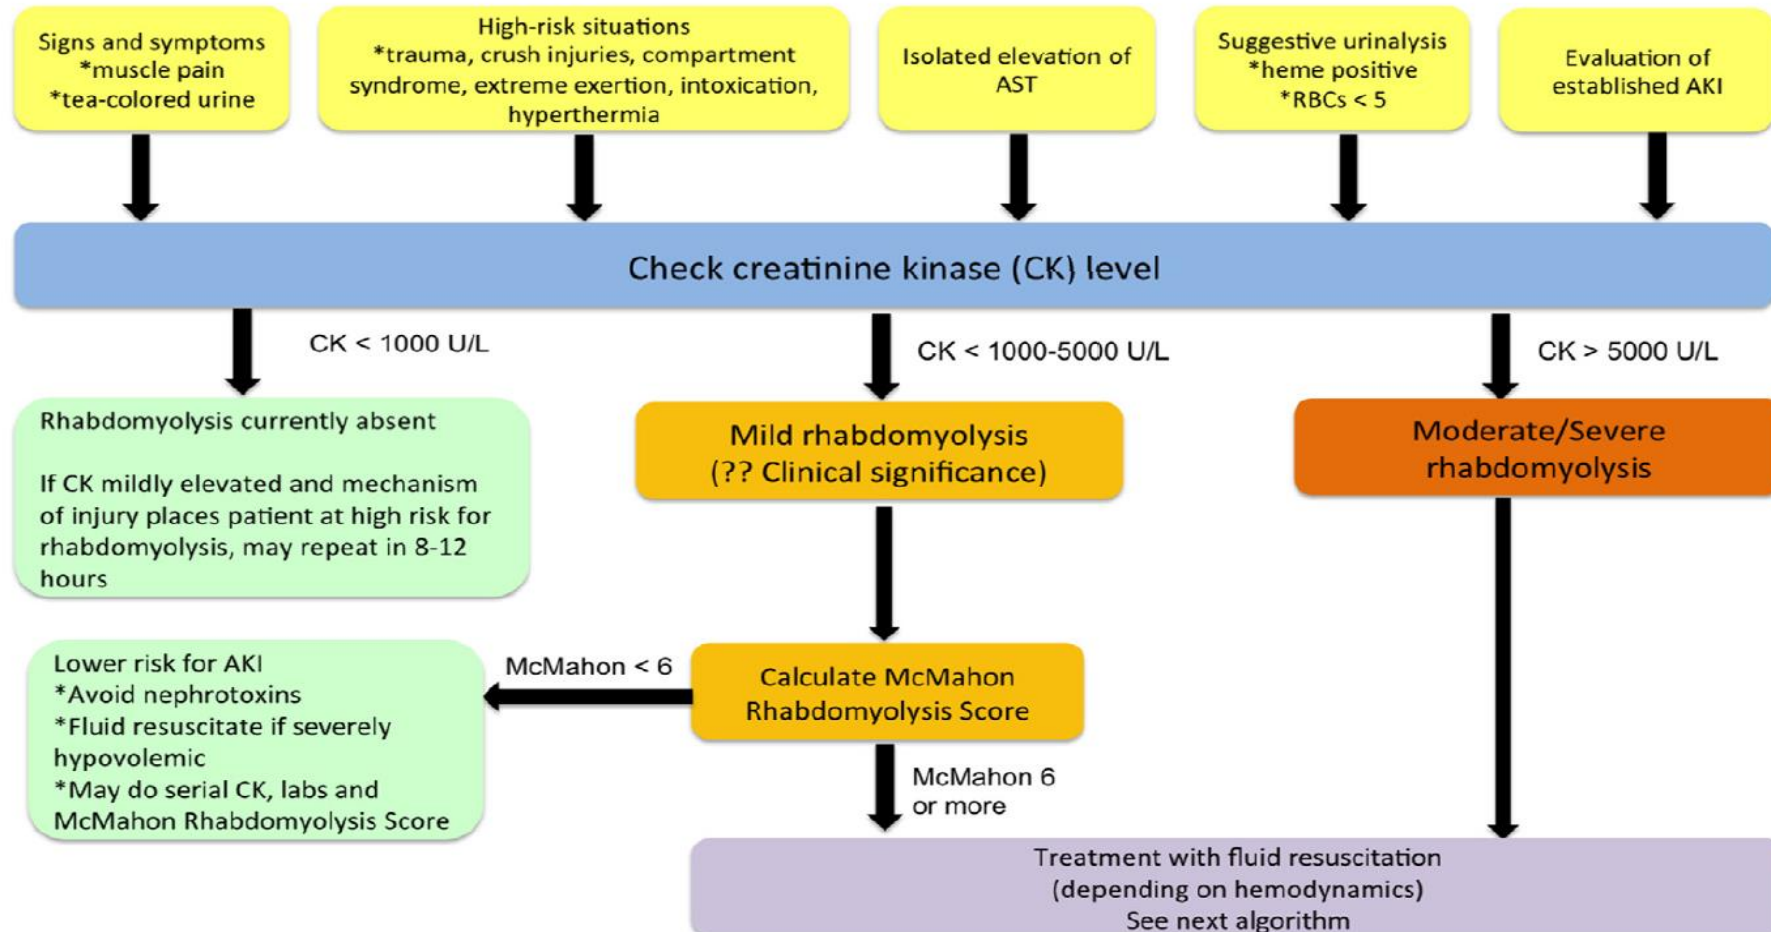 Signs and symptoms
*muscle pain
*tea-colored urine
High-risk situations
*trauma, crush injuries, compartment
syndrome, extreme exertion, intoxication,
hyperthermia
Isolated elevation of
AST
Suggestive urinalysis
*heme positive
*RBCs < 5
Evaluation of
established AKI
Check creatinine kinase (CK) level
CK < 1000 U/L
CK < 1000-5000 U/L
CK > 5000 U/L
Rhabdomyolysis currently absent
If CK mildly elevated and mechanism
of injury places patient at high risk for
rhabdomyolysis, may repeat in 8-12
hours
Mild rhabdomyolysis
(?? Clinical significance)
Moderate/Severe
rhabdomyolysis
Lower risk for AKI
*Avoid nephrotoxins
*Fluid resuscitate if severely
hypovolemic
*May do serial CK, labs and
McMahon Rhabdomyolysis Score
McMahon < 6
Calculate McMahon
Rhabdomyolysis Score
McMahon 6
or more
Treatment with fluid resuscitation
(depending on hemodynamics)
See next algorithm